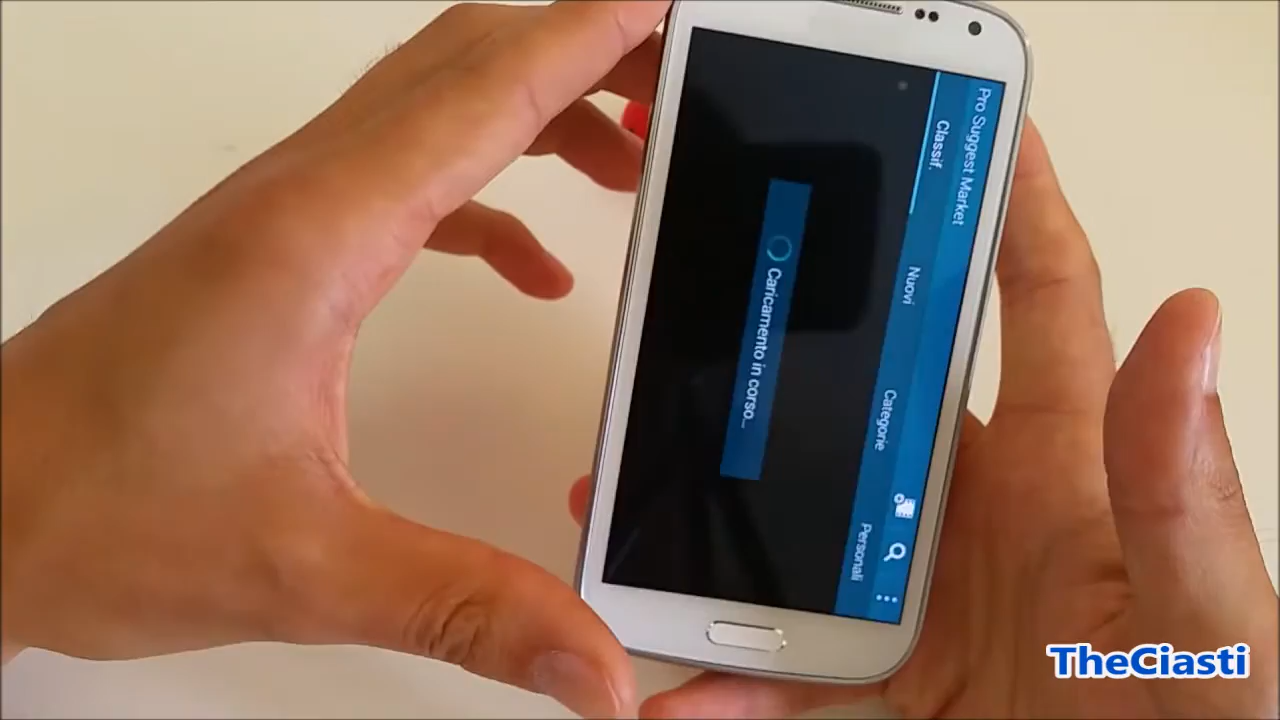 Pro Suggest Market
Classif.
Nuovi
Categorie
Personali
Caricamento in corso...
TheCiasti